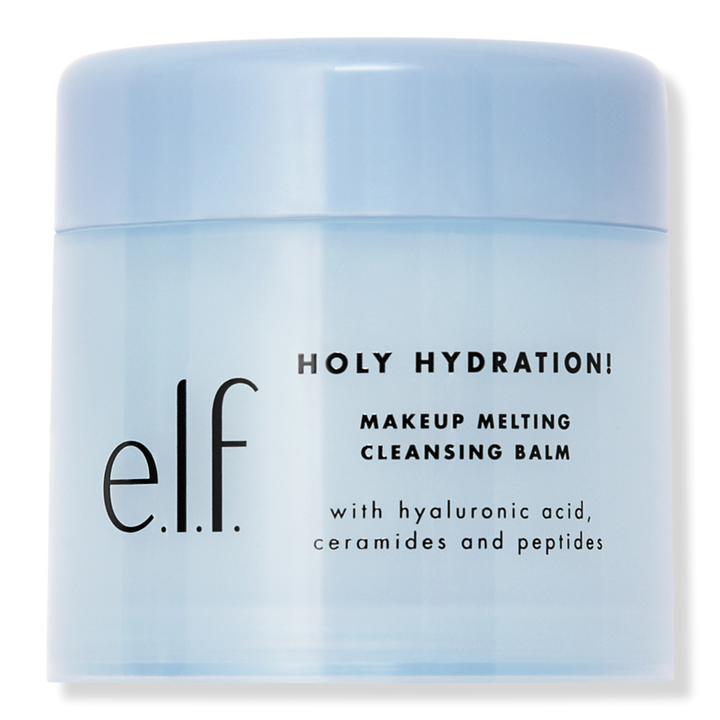 e.l.f.
HOLY HYDRATION!
MAKEUP MELTING
CLEANSING BALM
with hyaluronic acid,
ceramides and peptides